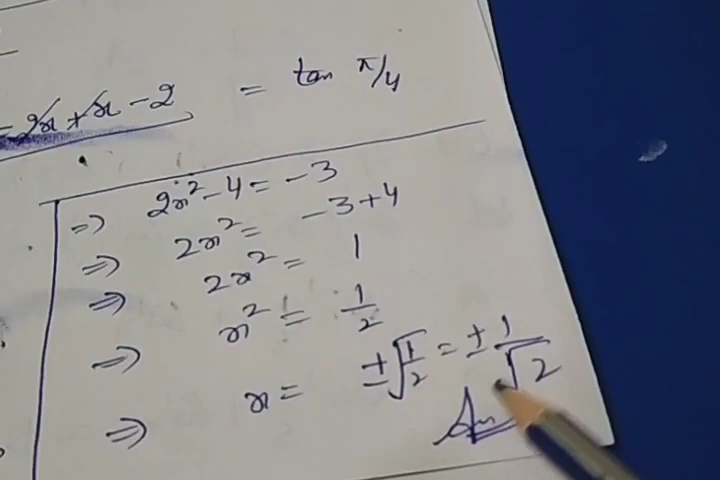 = 2x + x - 2 = tan π/4
=> 2x² - 4 = -3
=> 2x² = -3 + 4
=> 2x² = 1
=> x² = 1/2
=> x = ±√(1/2) = ±1/√2